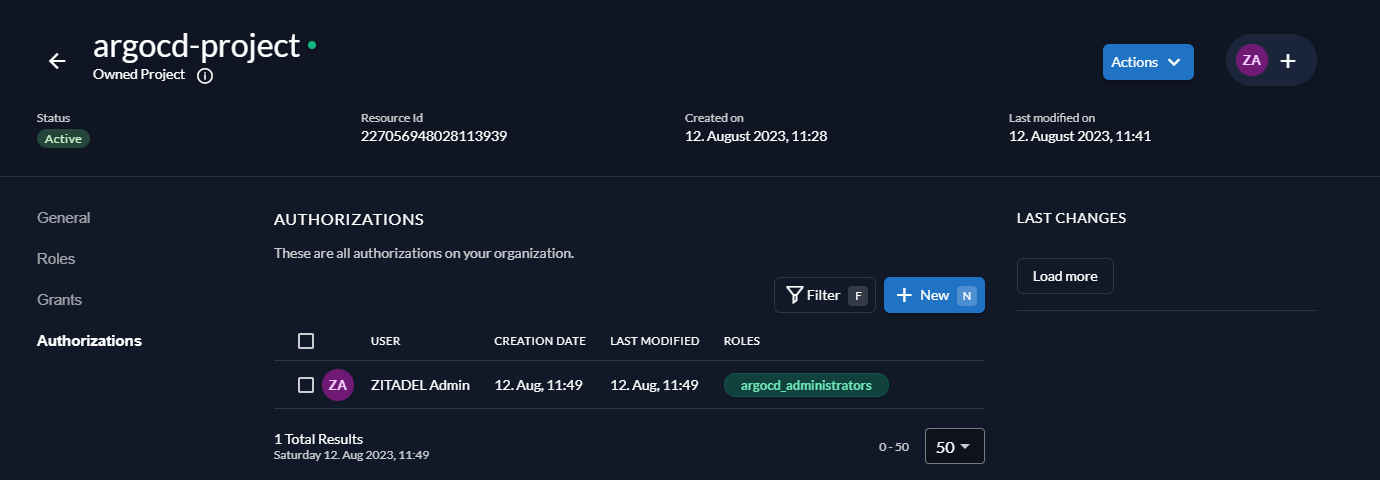 argocd-project
Owned Project
Actions
ZA
Status
Active
Resource Id
227056948028113939
Created on
12. August 2023, 11:28
Last modified on
12. August 2023, 11:41
General
Roles
Grants
Authorizations
AUTHORIZATIONS
These are all authorizations on your organization.
Filter F
New N
USER CREATION DATE LAST MODIFIED ROLES
ZA ZITADEL Admin 12. Aug, 11:49 12. Aug, 11:49 argocd_administrators
1 Total Results
Saturday 12. Aug 2023, 11:49
0 - 50
50
LAST CHANGES
Load more